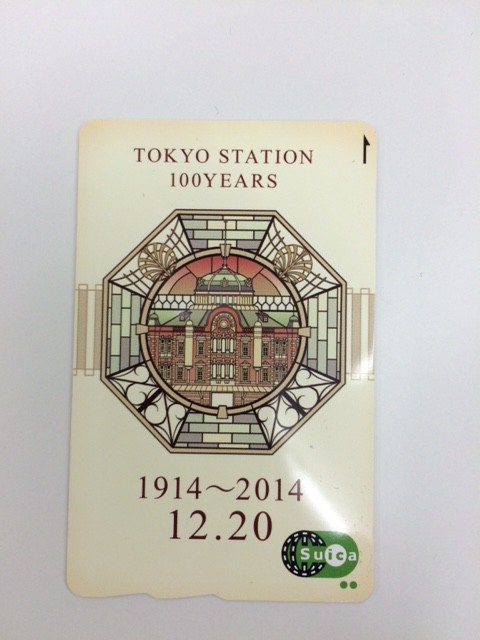 TOKYO STATION
100YEARS
1914～2014
12.20
Suica